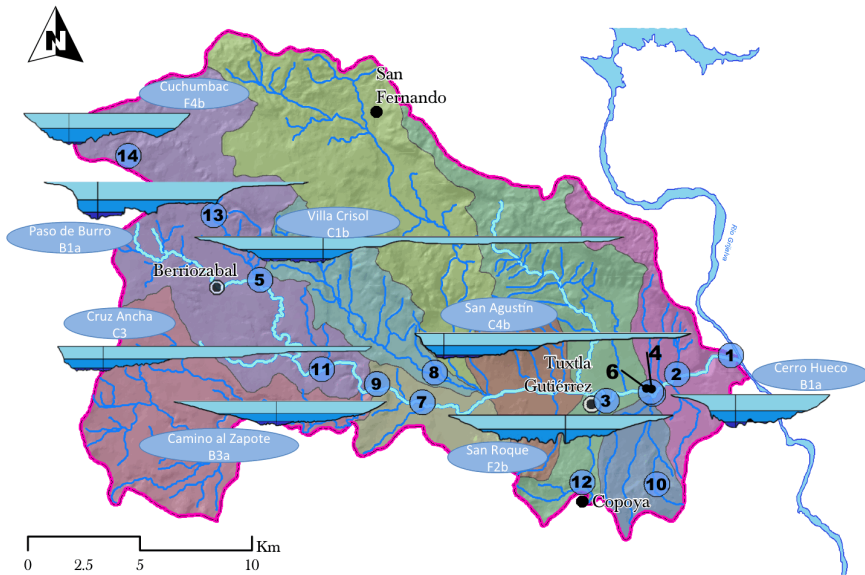 N
San
Fernando
Cuchumbac
F4b
14
13
Paso de Burro
B1a
Villa Crisol
C1b
Río Grijalva
Berriozabal
5
Cruz Ancha
C3
San Agustín
C4b
Tuxtla
Gutiérrez
6
4
1
2
11
9
8
7
3
Cerro Hueco
B1a
Camino al Zapote
B3a
San Roque
F2b
12
10
Copoya
Km
0
2.5
5
10